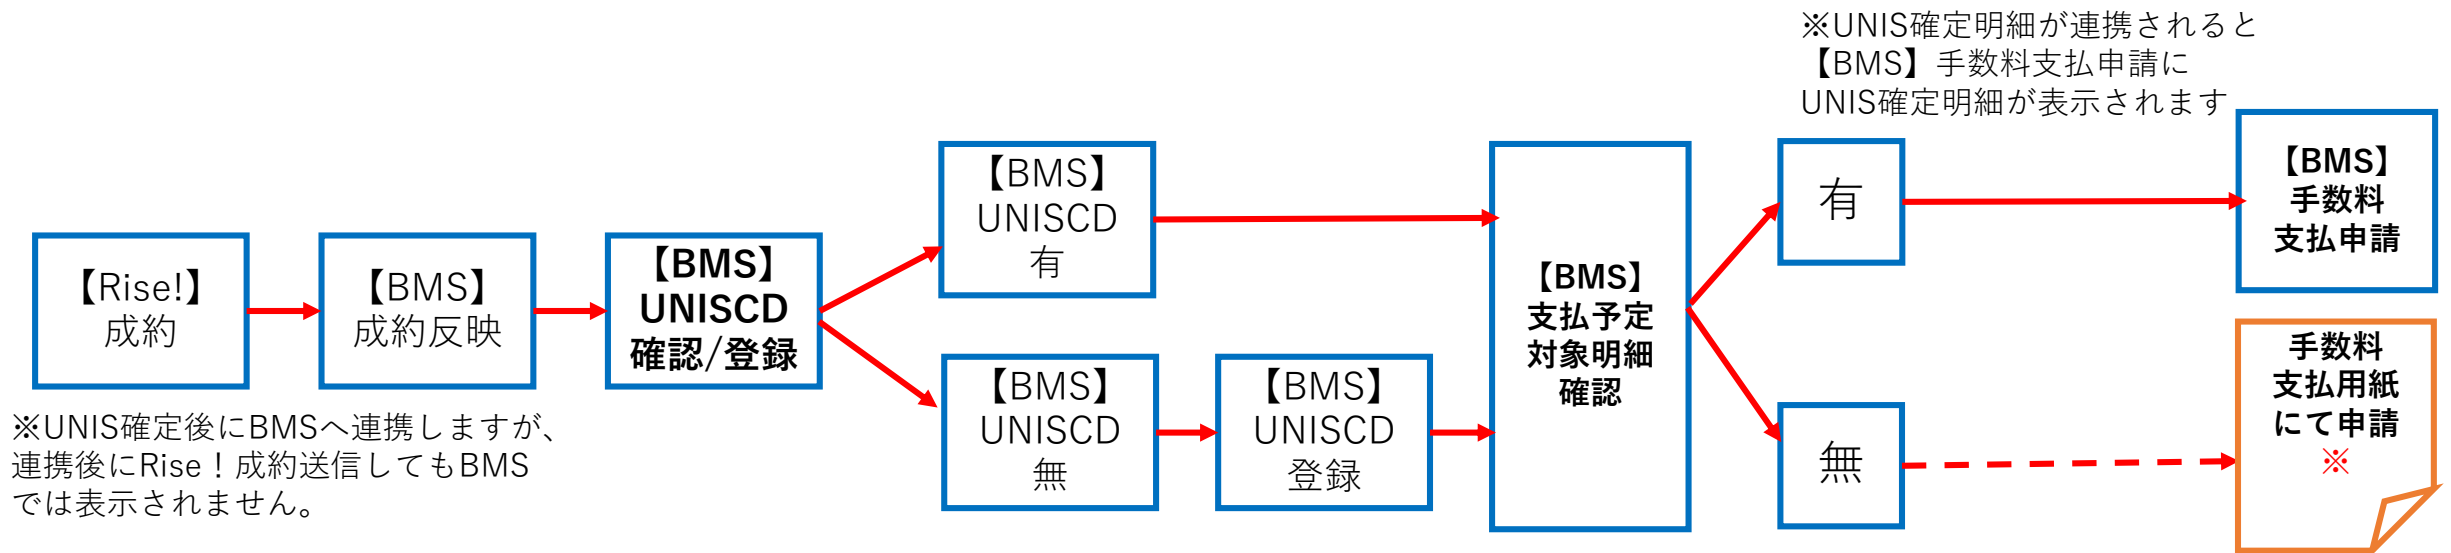 ※UNIS確定明細が連携されると
【BMS】手数料支払申請に
UNIS確定明細が表示されます
【Rise!】
成約
【BMS】
成約反映
【BMS】
UNISCD
確認/登録
【BMS】
UNISCD
有
【BMS】
UNISCD
無
【BMS】
UNISCD
登録
【BMS】
支払予定
対象明細
確認
有
無
【BMS】
手数料
支払申請
手数料
支払用紙
にて申請
※
※UNIS確定後にBMSへ連携しますが、
連携後にRise！成約送信してもBMS
では表示されません。